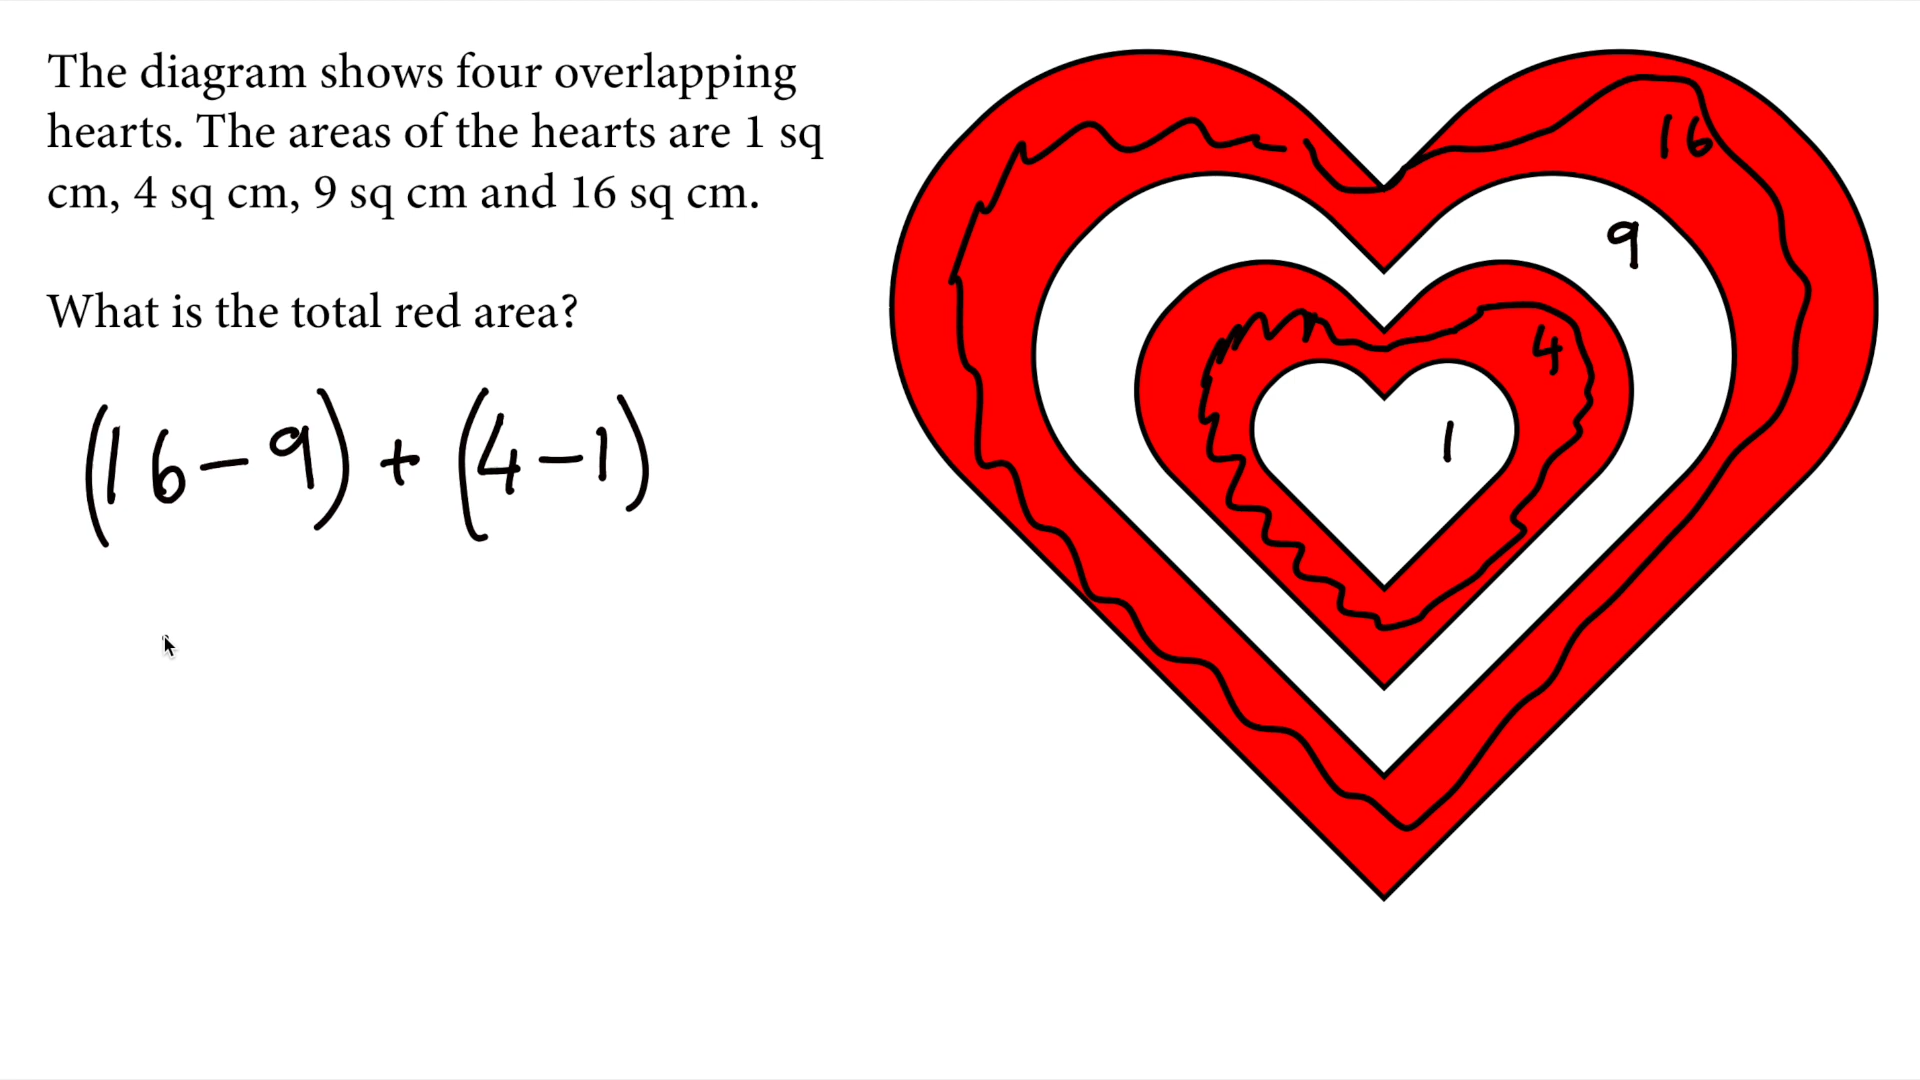 The diagram shows four overlapping
hearts. The areas of the hearts are 1 sq
cm, 4 sq cm, 9 sq cm and 16 sq cm.
What is the total red area?
(16-9) + (4-1)
16
9
4
1